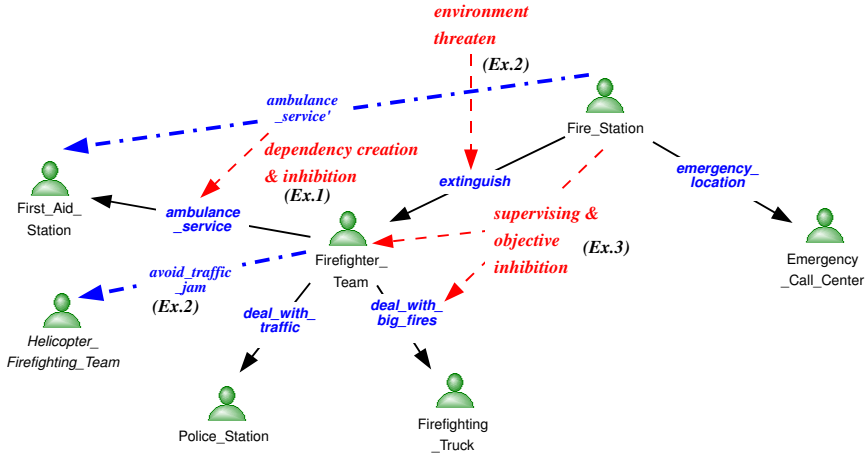 environment
threaten
(Ex.2)
ambulance
_service'
Fire_Station
dependency creation
& inhibition
(Ex.1)
extinguish
emergency_
location
First_Aid_
Station
ambulance
_service
supervising &
objective
inhibition
(Ex.3)
Firefighter_
Team
Emergency
_Call_Center
avoid_traffic
_jam
(Ex.2)
deal_with_
traffic
deal_with_
big_fires
Helicopter_
Firefighting_Team
Police_Station
Firefighting
_Truck